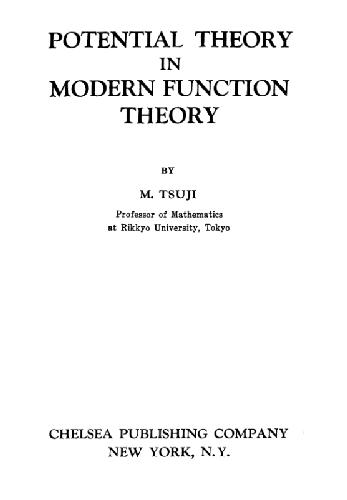 POTENTIAL THEORY
IN
MODERN FUNCTION
THEORY
BY
M. TSUJI
Professor of Mathematics
at Rikkyo University, Tokyo
CHELSEA PUBLISHING COMPANY
NEW YORK, N. Y.